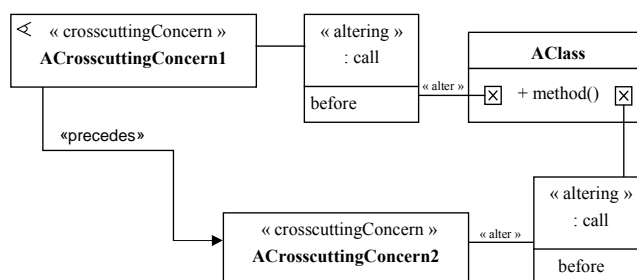 « crosscuttingConcern »
ACrosscuttingConcern1
« altering »
: call
before
« alter »
AClass
+ method()
«precedes»
« crosscuttingConcern »
ACrosscuttingConcern2
« alter »
« altering »
: call
before